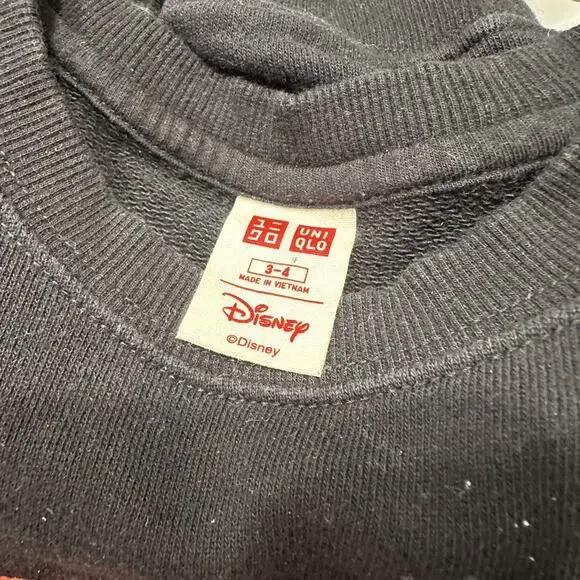 ユニ UNI
クロ QLO
3-4
MADE IN VIETNAM
Disney
©Disney